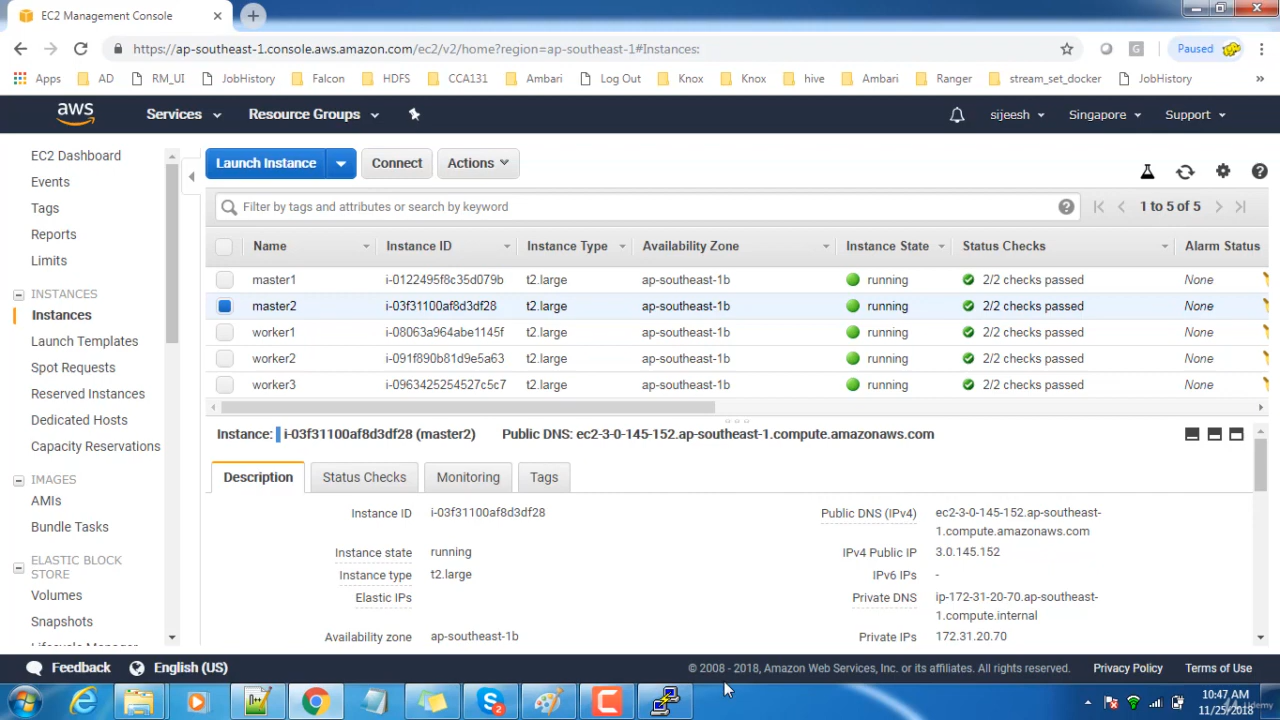 EC2 Management Console
https://ap-southeast-1.console.aws.amazon.com/ec2/v2/home?region=ap-southeast-1#Instances:
Paused
Apps AD RM_UI JobHistory Falcon HDFS CCA131 Ambari Log Out Knox Knox hive Ambari Ranger stream_set_docker JobHistory »
aws Services Resource Groups sijeesh Singapore Support
EC2 Dashboard
Events
Tags
Reports
Limits
INSTANCES
Instances
Launch Templates
Spot Requests
Reserved Instances
Dedicated Hosts
Capacity Reservations
IMAGES
AMIs
Bundle Tasks
ELASTIC BLOCK
STORE
Volumes
Snapshots
Lifecycle Manager
Launch Instance Connect Actions
Filter by tags and attributes or search by keyword
1 to 5 of 5
Name Instance ID Instance Type Availability Zone Instance State Status Checks Alarm Status
master1 i-0122495f8c35d079b t2.large ap-southeast-1b running 2/2 checks passed None
master2 i-03f31100af8d3df28 t2.large ap-southeast-1b running 2/2 checks passed None
worker1 i-08063a964abe1145f t2.large ap-southeast-1b running 2/2 checks passed None
worker2 i-091f890b81d9e5a63 t2.large ap-southeast-1b running 2/2 checks passed None
worker3 i-0963425254527c5c7 t2.large ap-southeast-1b running 2/2 checks passed None
Instance: i-03f31100af8d3df28 (master2) Public DNS: ec2-3-0-145-152.ap-southeast-1.compute.amazonaws.com
Description Status Checks Monitoring Tags
Instance ID i-03f31100af8d3df28
Instance state running
Instance type t2.large
Elastic IPs
Availability zone ap-southeast-1b
Public DNS (IPv4) ec2-3-0-145-152.ap-southeast-
1.compute.amazonaws.com
IPv4 Public IP 3.0.145.152
IPv6 IPs -
Private DNS ip-172-31-20-70.ap-southeast-
1.compute.internal
Private IPs 172.31.20.70
Feedback English (US) © 2008 - 2018, Amazon Web Services, Inc. or its affiliates. All rights reserved. Privacy Policy Terms of Use
10:47 AM
11/25/2018
Udemy